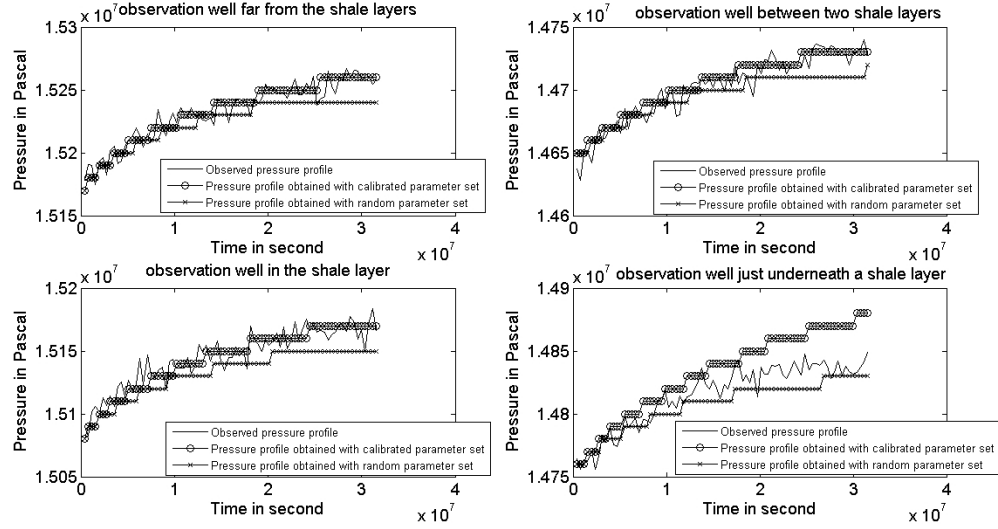 x 10^7
observation well far from the shale layers
1.53
1.525
1.52
1.515
Pressure in Pascal
Observed pressure profile
Pressure profile obtained with calibrated parameter set
Pressure profile obtained with random parameter set
0 1 2 3 4
Time in second
x 10^7
x 10^7
observation well between two shale layers
1.475
1.47
1.465
1.46
Pressure in Pascal
Observed pressure profile
Pressure profile obtained with calibrated parameter set
Pressure profile obtained with random parameter set
0 1 2 3 4
Time in second
x 10^7
x 10^7
observation well in the shale layer
1.52
1.515
1.51
1.505
Pressure in Pascal
Observed pressure profile
Pressure profile obtained with calibrated parameter set
Pressure profile obtained with random parameter set
0 1 2 3 4
Time in second
x 10^7
x 10^7
observation well just underneath a shale layer
1.49
1.485
1.48
1.475
Pressure in Pascal
Observed pressure profile
Pressure profile obtained with calibrated parameter set
Pressure profile obtained with random parameter set
0 1 2 3 4
Time in second
x 10^7